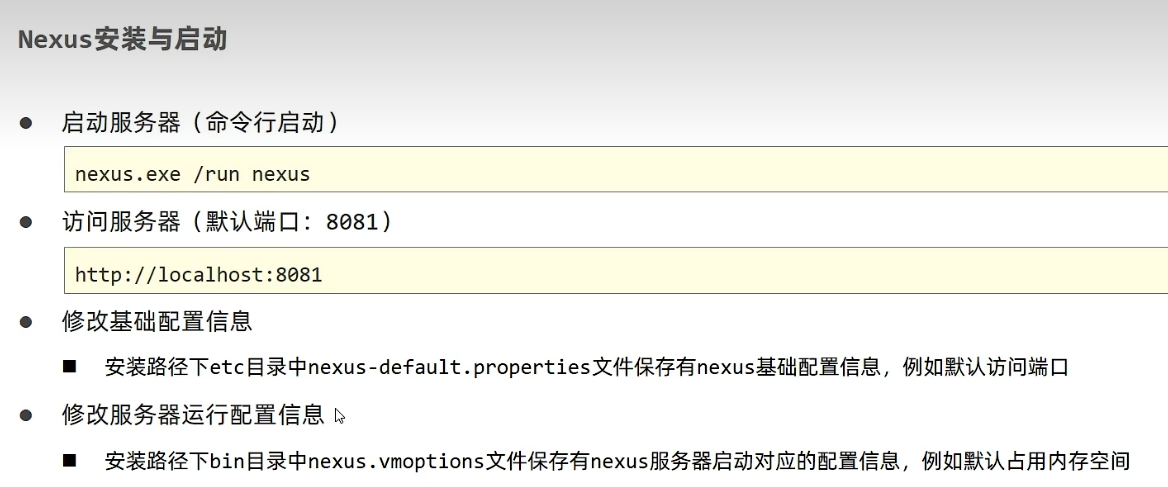 Nexus安装与启动
启动服务器（命令行启动）
nexus.exe /run nexus
访问服务器（默认端口：8081）
http://localhost:8081
修改基础配置信息
安装路径下etc目录中nexus-default.properties文件保存有nexus基础配置信息，例如默认访问端口
修改服务器运行配置信息
安装路径下bin目录中nexus.vmoptions文件保存有nexus服务器启动对应的配置信息，例如默认占用内存空间